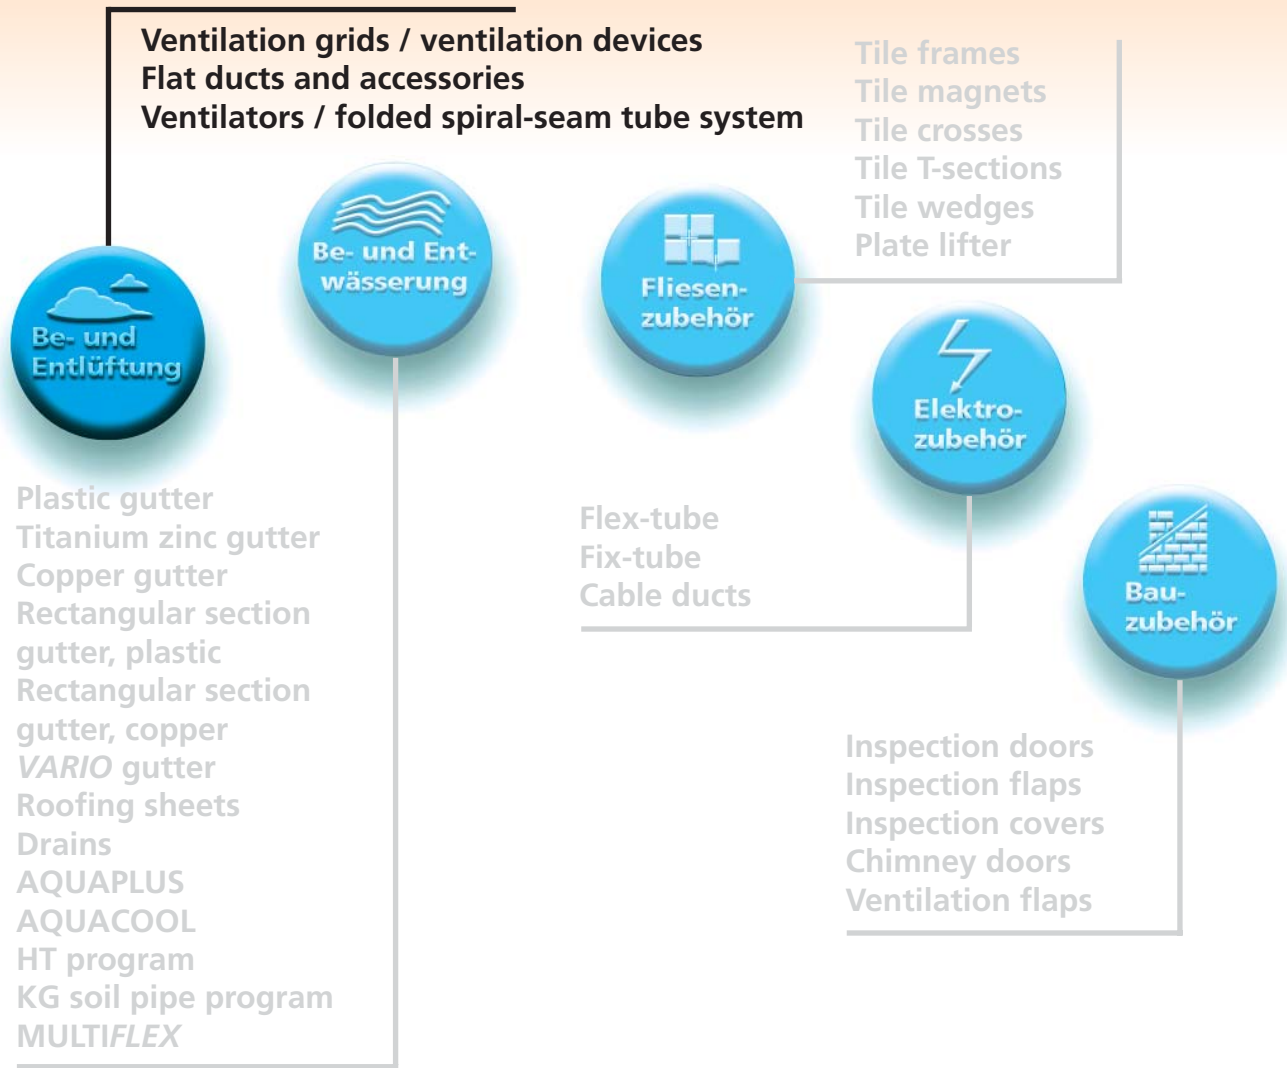 Ventilation grids / ventilation devices
Flat ducts and accessories
Ventilators / folded spiral-seam tube system
Tile frames
Tile magnets
Tile crosses
Tile T-sections
Tile wedges
Plate lifter
Be- und
Entlüftung
Be- und Ent-
wässerung
Fliesen-
zubehör
Elektro-
zubehör
Bau-
zubehör
Plastic gutter
Titanium zinc gutter
Copper gutter
Rectangular section
gutter, plastic
Rectangular section
gutter, copper
VARIO gutter
Roofing sheets
Drains
AQUAPLUS
AQUACOOL
HT program
KG soil pipe program
MULTIFLEX
Flex-tube
Fix-tube
Cable ducts
Inspection doors
Inspection flaps
Inspection covers
Chimney doors
Ventilation flaps